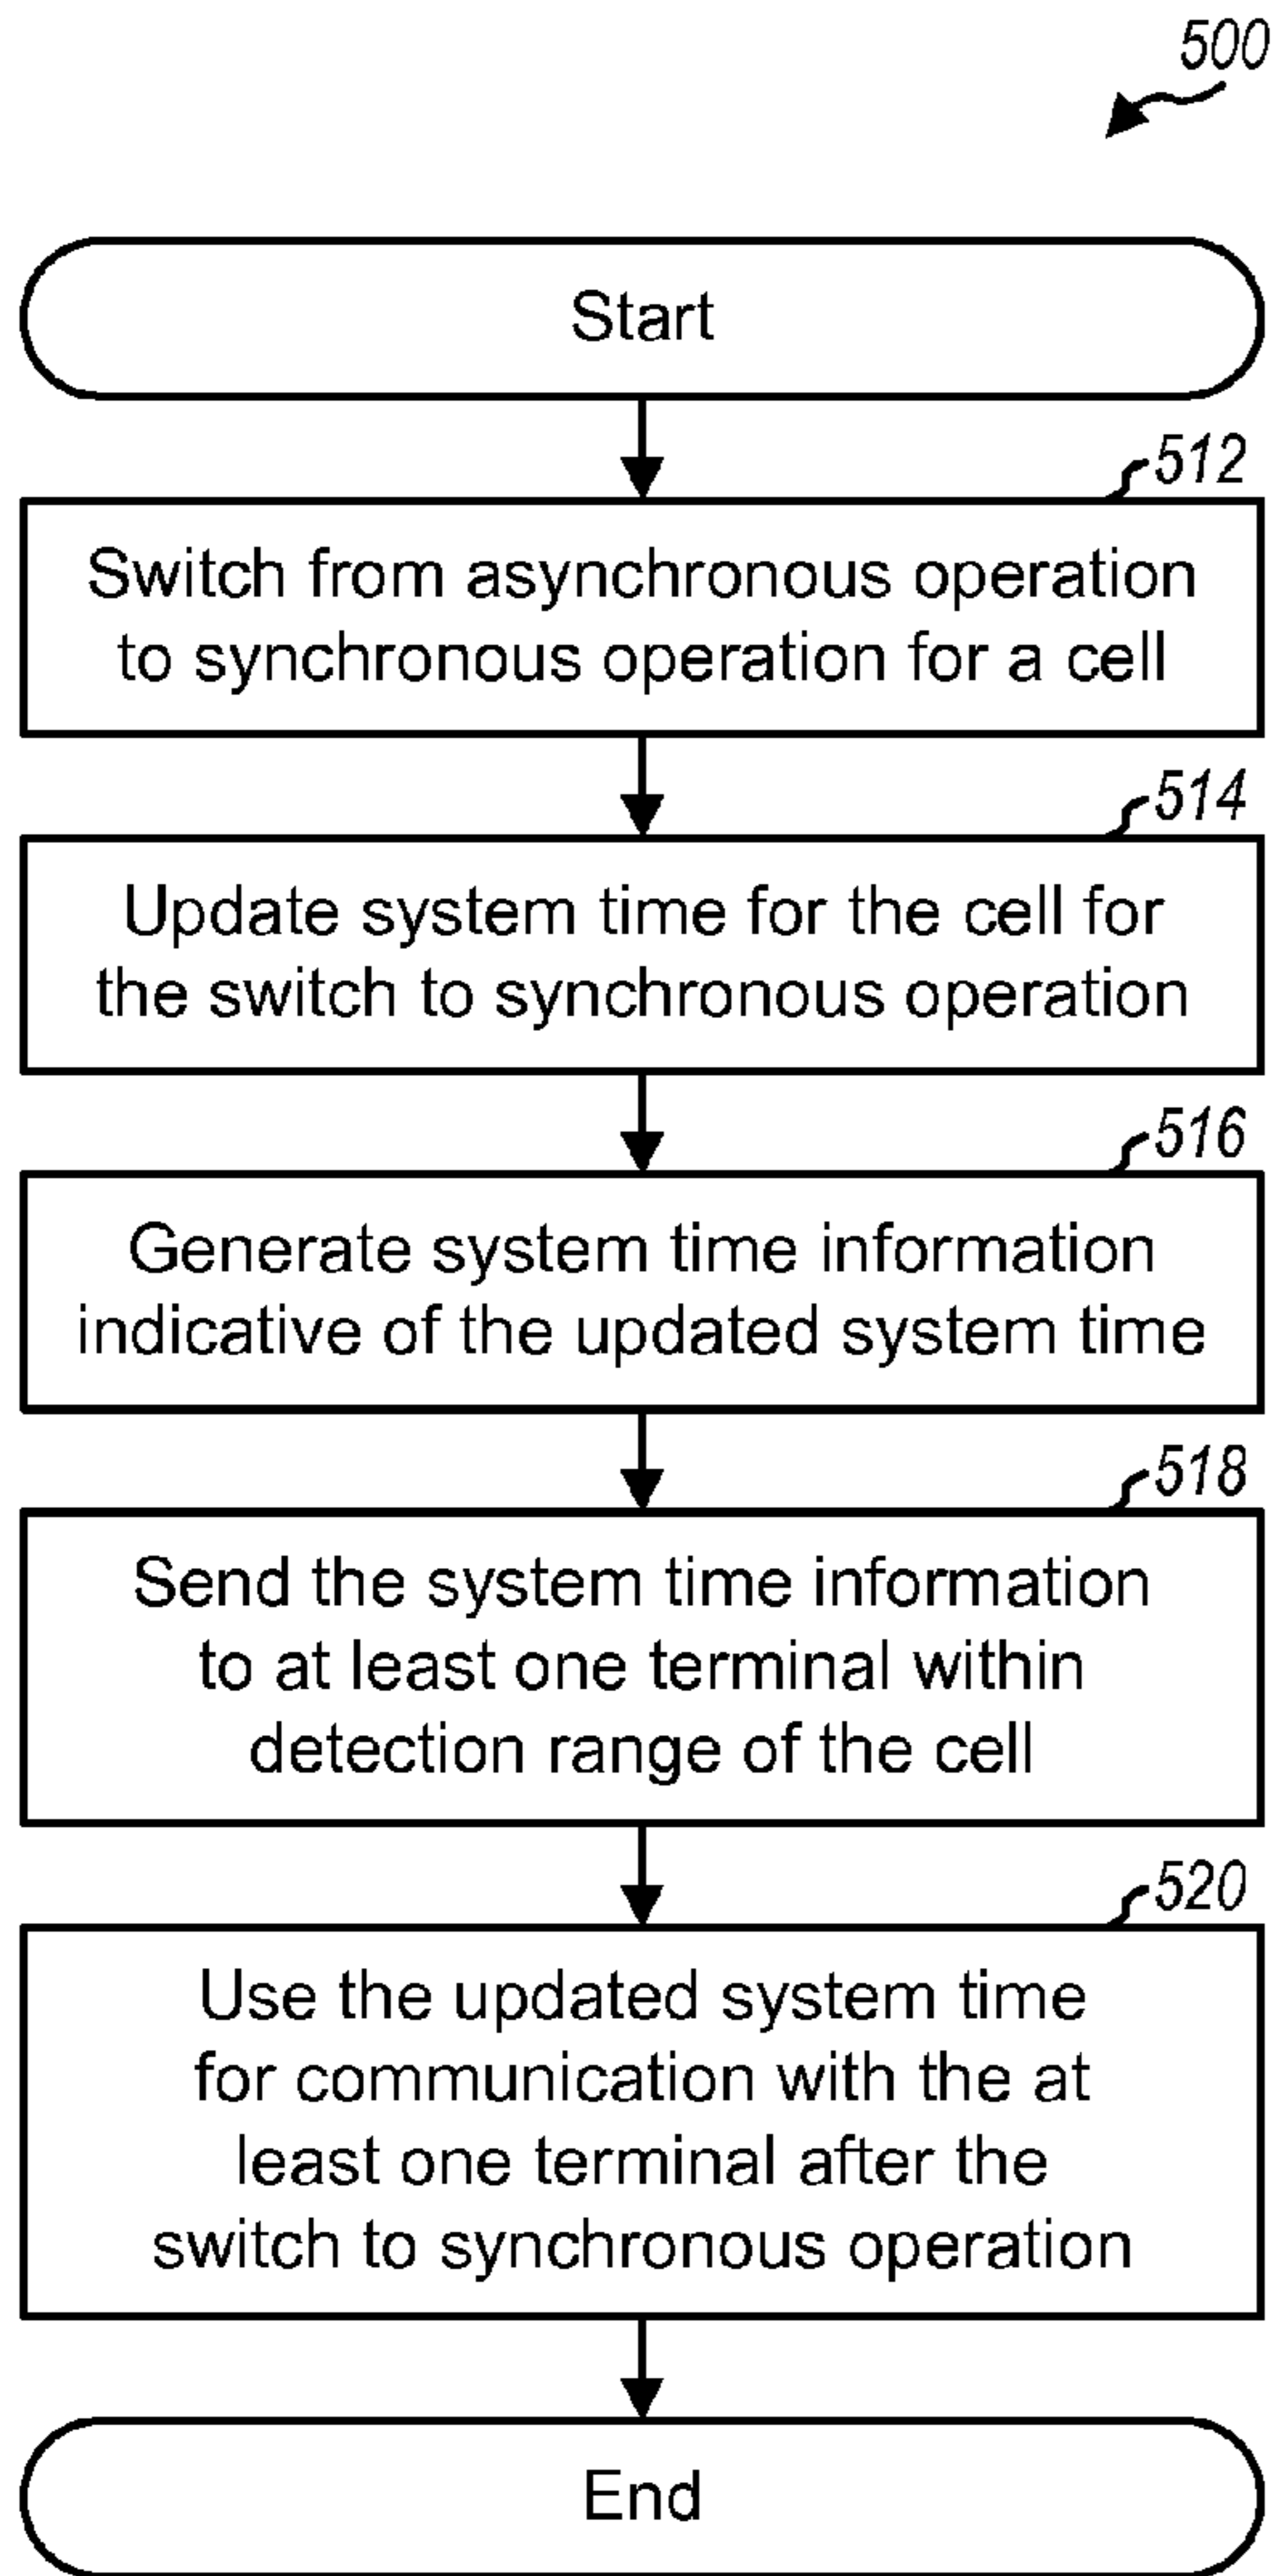 500
Start
512
Switch from asynchronous operation
to synchronous operation for a cell
514
Update system time for the cell for
the switch to synchronous operation
516
Generate system time information
indicative of the updated system time
518
Send the system time information
to at least one terminal within
detection range of the cell
520
Use the updated system time
for communication with the at
least one terminal after the
switch to synchronous operation
End